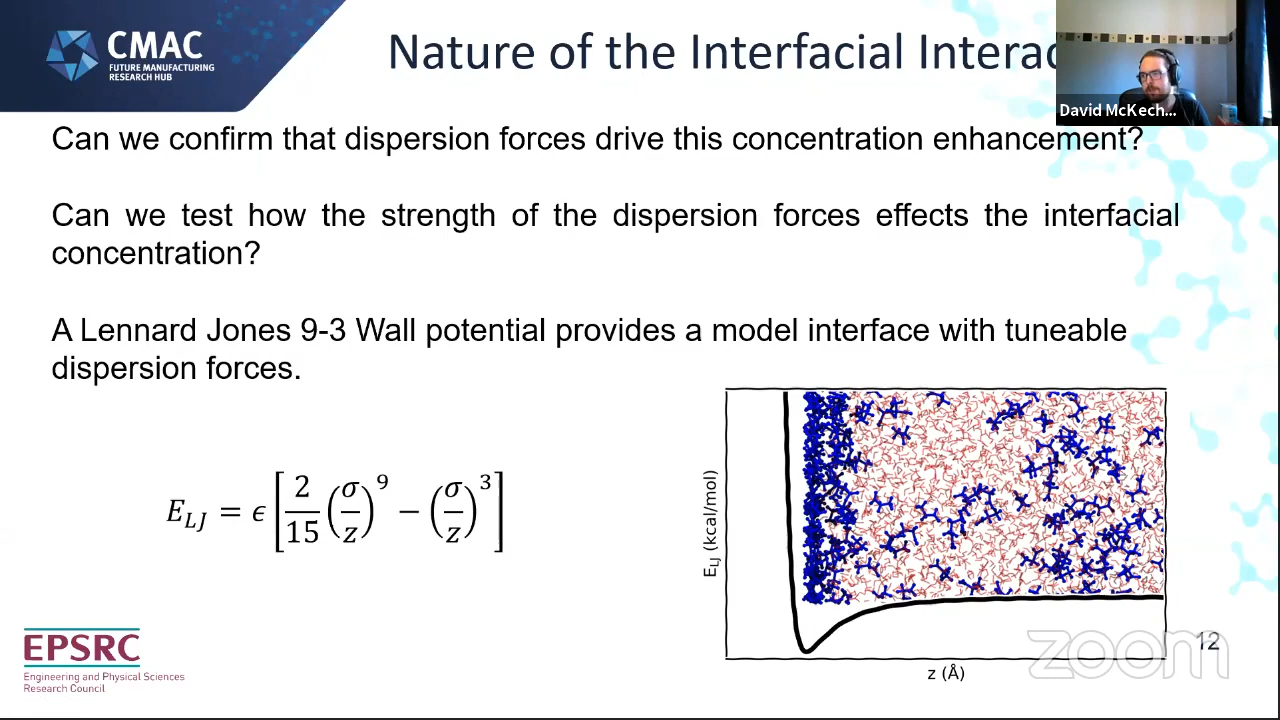 CMAC
FUTURE MANUFACTURING
RESEARCH HUB
Nature of the Interfacial Interac
David McKech...
Can we confirm that dispersion forces drive this concentration enhancement?
Can we test how the strength of the dispersion forces effects the interfacial
concentration?
A Lennard Jones 9-3 Wall potential provides a model interface with tuneable
dispersion forces.
E_LJ = ϵ [ 2/15 (σ/z)^9 − (σ/z)^3 ]
E_LJ (kcal/mol)
z (Å)
EPSRC
Engineering and Physical Sciences
Research Council
zoom
12